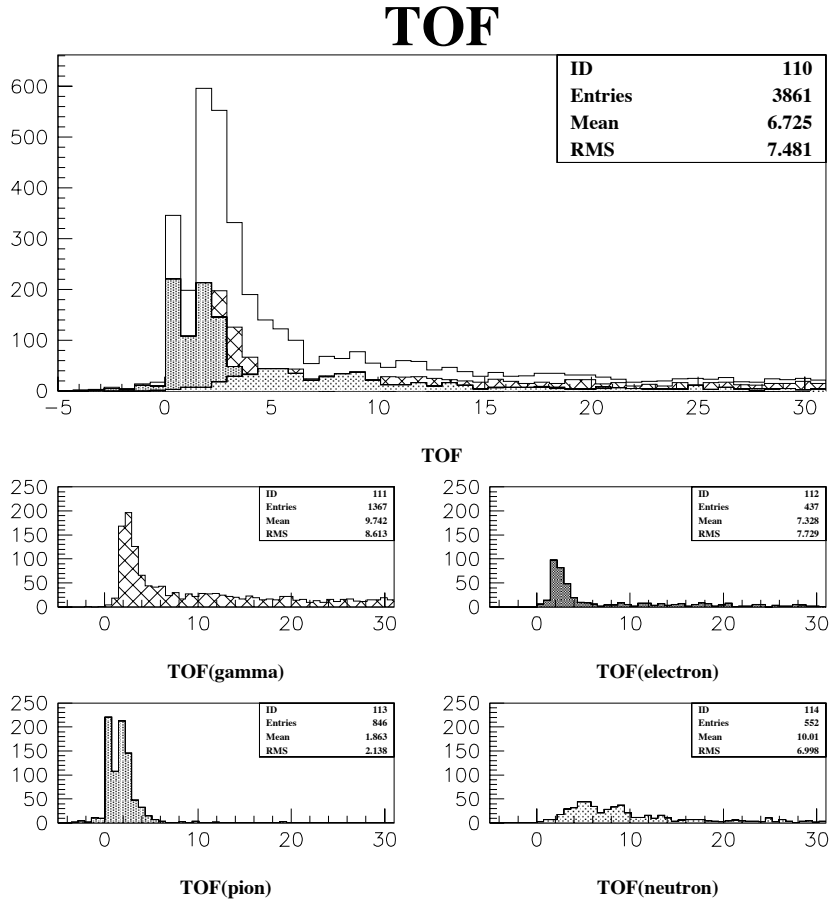 TOF
ID 110
Entries 3861
Mean 6.725
RMS 7.481
600
500
400
300
200
100
0
-5 0 5 10 15 20 25 30
TOF
250
200
150
100
50
0
ID 111
Entries 1367
Mean 9.742
RMS 8.613
0 10 20 30
TOF(gamma)
250
200
150
100
50
0
ID 112
Entries 437
Mean 7.328
RMS 7.729
0 10 20 30
TOF(electron)
250
200
150
100
50
0
ID 113
Entries 846
Mean 1.863
RMS 2.138
0 10 20 30
TOF(pion)
250
200
150
100
50
0
ID 114
Entries 552
Mean 10.01
RMS 6.998
0 10 20 30
TOF(neutron)